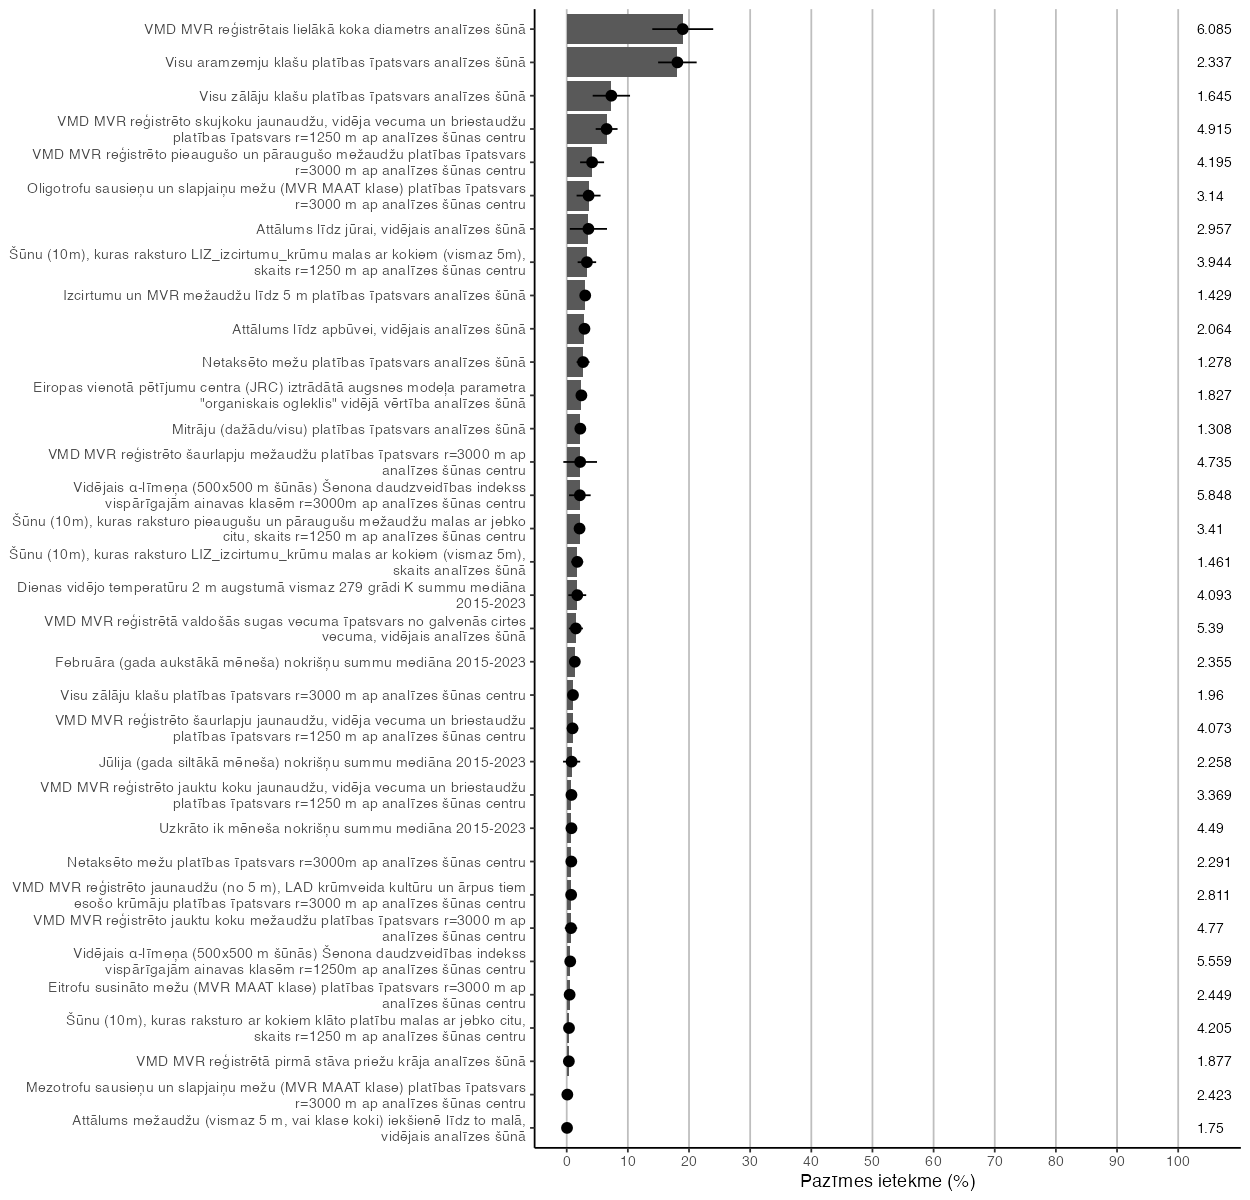 VMD MVR reģistrētais lielākā koka diametrs analīzes šūnā
6.085
Visu aramzemju klašu platības īpatsvars analīzes šūnā
2.337
Visu zālāju klašu platības īpatsvars analīzes šūnā
1.645
VMD MVR reģistrēto skujkoku jaunaudžu, vidēja vecuma un briestaudžu
platības īpatsvars r=1250 m ap analīzes šūnas centru
4.915
VMD MVR reģistrēto pieaugušo un pāraugušo mežaudžu platības īpatsvars
r=3000 m ap analīzes šūnas centru
4.195
Oligotrofu sausieņu un slapjaiņu mežu (MVR MAAT klase) platības īpatsvars
r=3000 m ap analīzes šūnas centru
3.14
Attālums līdz jūrai, vidējais analīzes šūnā
2.957
Šūnu (10m), kuras raksturo LIZ_izcirtumu_krūmu malas ar kokiem (vismaz 5m),
skaits r=1250 m ap analīzes šūnas centru
3.944
Izcirtumu un MVR mežaudžu līdz 5 m platības īpatsvars analīzes šūnā
1.429
Attālums līdz apbūvei, vidējais analīzes šūnā
2.064
Netaksēto mežu platības īpatsvars analīzes šūnā
1.278
Eiropas vienotā pētījumu centra (JRC) iztrādātā augsnes modeļa parametra
"organiskais ogleklis" vidējā vērtība analīzes šūnā
1.827
Mitrāju (dažādu/visu) platības īpatsvars analīzes šūnā
1.308
VMD MVR reģistrēto šaurlapju mežaudžu platības īpatsvars r=3000 m ap
analīzes šūnas centru
4.735
Vidējais α-līmeņa (500x500 m šūnās) Šenona daudzveidības indekss
vispārīgajām ainavas klasēm r=3000m ap analīzes šūnas centru
5.848
Šūnu (10m), kuras raksturo pieaugušu un pāraugušu mežaudžu malas ar jebko
citu, skaits r=1250 m ap analīzes šūnas centru
3.41
Šūnu (10m), kuras raksturo LIZ_izcirtumu_krūmu malas ar kokiem (vismaz 5m),
skaits analīzes šūnā
1.461
Dienas vidējo temperatūru 2 m augstumā vismaz 279 grādi K summu mediāna
2015-2023
4.093
VMD MVR reģistrētā valdošās sugas vecuma īpatsvars no galvenās cirtes
vecuma, vidējais analīzes šūnā
5.39
Februāra (gada aukstākā mēneša) nokrišņu summu mediāna 2015-2023
2.355
Visu zālāju klašu platības īpatsvars r=3000 m ap analīzes šūnas centru
1.96
VMD MVR reģistrēto šaurlapju jaunaudžu, vidēja vecuma un briestaudžu
platības īpatsvars r=1250 m ap analīzes šūnas centru
4.073
Jūlija (gada siltākā mēneša) nokrišņu summu mediāna 2015-2023
2.258
VMD MVR reģistrēto jauktu koku jaunaudžu, vidēja vecuma un briestaudžu
platības īpatsvars r=1250 m ap analīzes šūnas centru
3.369
Uzkrāto ik mēneša nokrišņu summu mediāna 2015-2023
4.49
Netaksēto mežu platības īpatsvars r=3000m ap analīzes šūnas centru
2.291
VMD MVR reģistrēto jaunaudžu (no 5 m), LAD krūmveida kultūru un ārpus tiem
esošo krūmāju platības īpatsvars r=3000 m ap analīzes šūnas centru
2.811
VMD MVR reģistrēto jauktu koku mežaudžu platības īpatsvars r=3000 m ap
analīzes šūnas centru
4.77
Vidējais α-līmeņa (500x500 m šūnās) Šenona daudzveidības indekss
vispārīgajām ainavas klasēm r=1250m ap analīzes šūnas centru
5.559
Eitrofu susināto mežu (MVR MAAT klase) platības īpatsvars r=3000 m ap
analīzes šūnas centru
2.449
Šūnu (10m), kuras raksturo ar kokiem klāto platību malas ar jebko citu,
skaits r=1250 m ap analīzes šūnas centru
4.205
VMD MVR reģistrētā pirmā stāva priežu krāja analīzes šūnā
1.877
Mezotrofu sausieņu un slapjaiņu mežu (MVR MAAT klase) platības īpatsvars
r=3000 m ap analīzes šūnas centru
2.423
Attālums mežaudžu (vismaz 5 m, vai klase koki) iekšienē līdz to malā,
vidējais analīzes šūnā
1.75
0 10 20 30 40 50 60 70 80 90 100
Pazīmes ietekme (%)